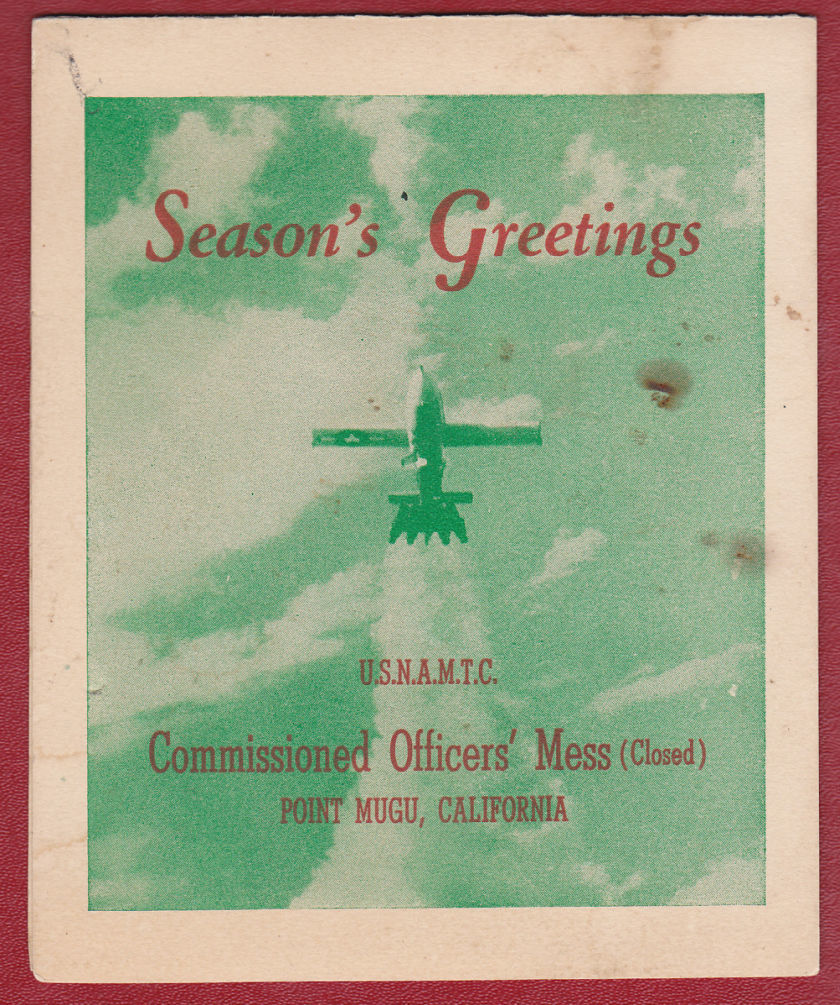 Season's Greetings
U.S.N.A.M.T.C.
Commissioned Officers' Mess (Closed)
POINT MUGU, CALIFORNIA